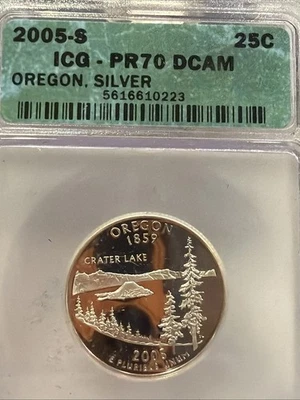 2005-S 25C
ICG - PR70 DCAM
OREGON, SILVER
5616610223
OREGON
1859
CRATER LAKE
2005
E PLURIBUS UNUM